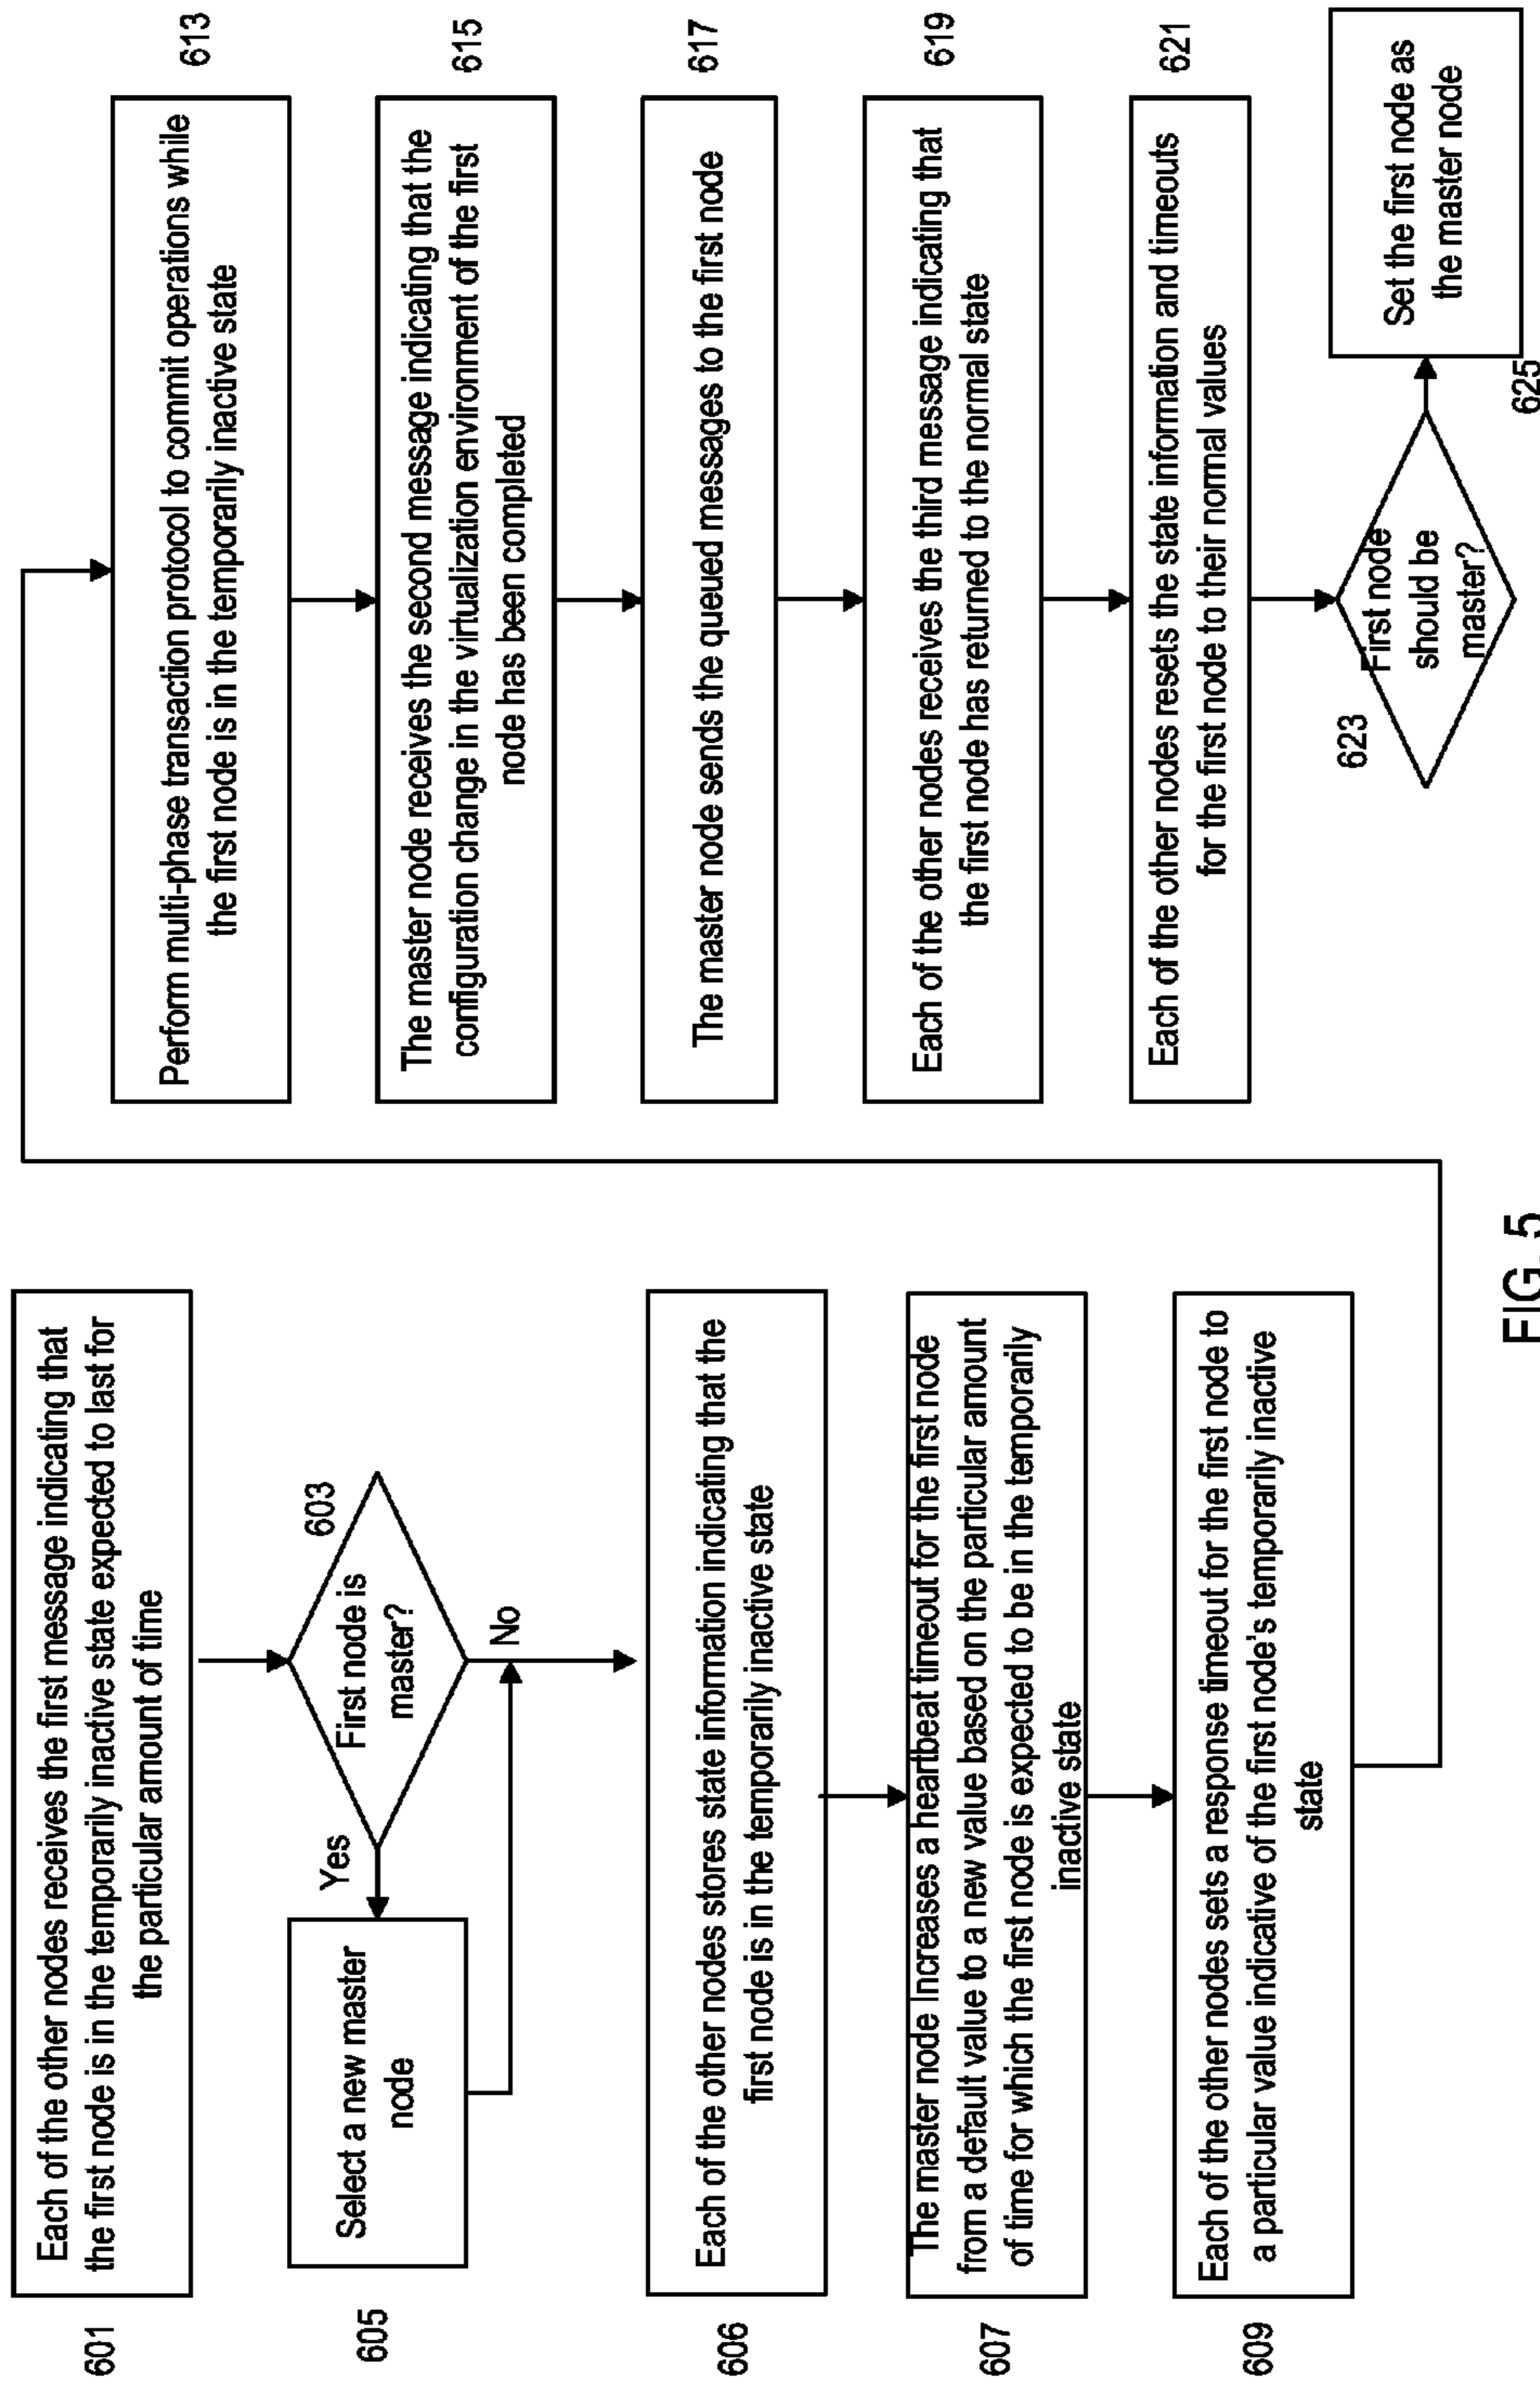 601
Each of the other nodes receives the first message indicating that
the first node is in the temporarily inactive state expected to last for
the particular amount of time
603
First node is
master?
Yes
No
605
Select a new master
node
606
Each of the other nodes stores state information indicating that the
first node is in the temporarily inactive state
607
The master node increases a heartbeat timeout for the first node
from a default value to a new value based on the particular amount
of time for which the first node is expected to be in the temporarily
inactive state
609
Each of the other nodes sets a response timeout for the first node to
a particular value indicative of the first node's temporarily inactive
state
613
Perform multi-phase transaction protocol to commit operations while
the first node is in the temporarily inactive state
615
The master node receives the second message indicating that the
configuration change in the virtualization environment of the first
node has been completed
617
The master node sends the queued messages to the first node
619
Each of the other nodes receives the third message indicating that
the first node has returned to the normal state
621
Each of the other nodes resets the state information and timeouts
for the first node to their normal values
623
First node
should be
master?
625
Set the first node as
the master node
FIG. 5